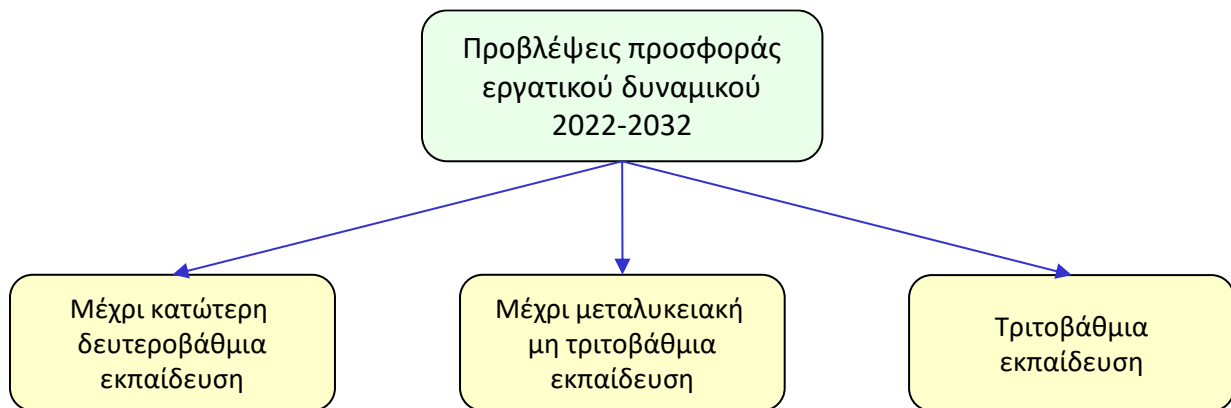 Προβλέψεις προσφοράς
εργατικού δυναμικού
2022-2032
Μέχρι κατώτερη
δευτεροβάθμια
εκπαίδευση
Μέχρι μεταλυκειακή
μη τριτοβάθμια
εκπαίδευση
Τριτοβάθμια
εκπαίδευση